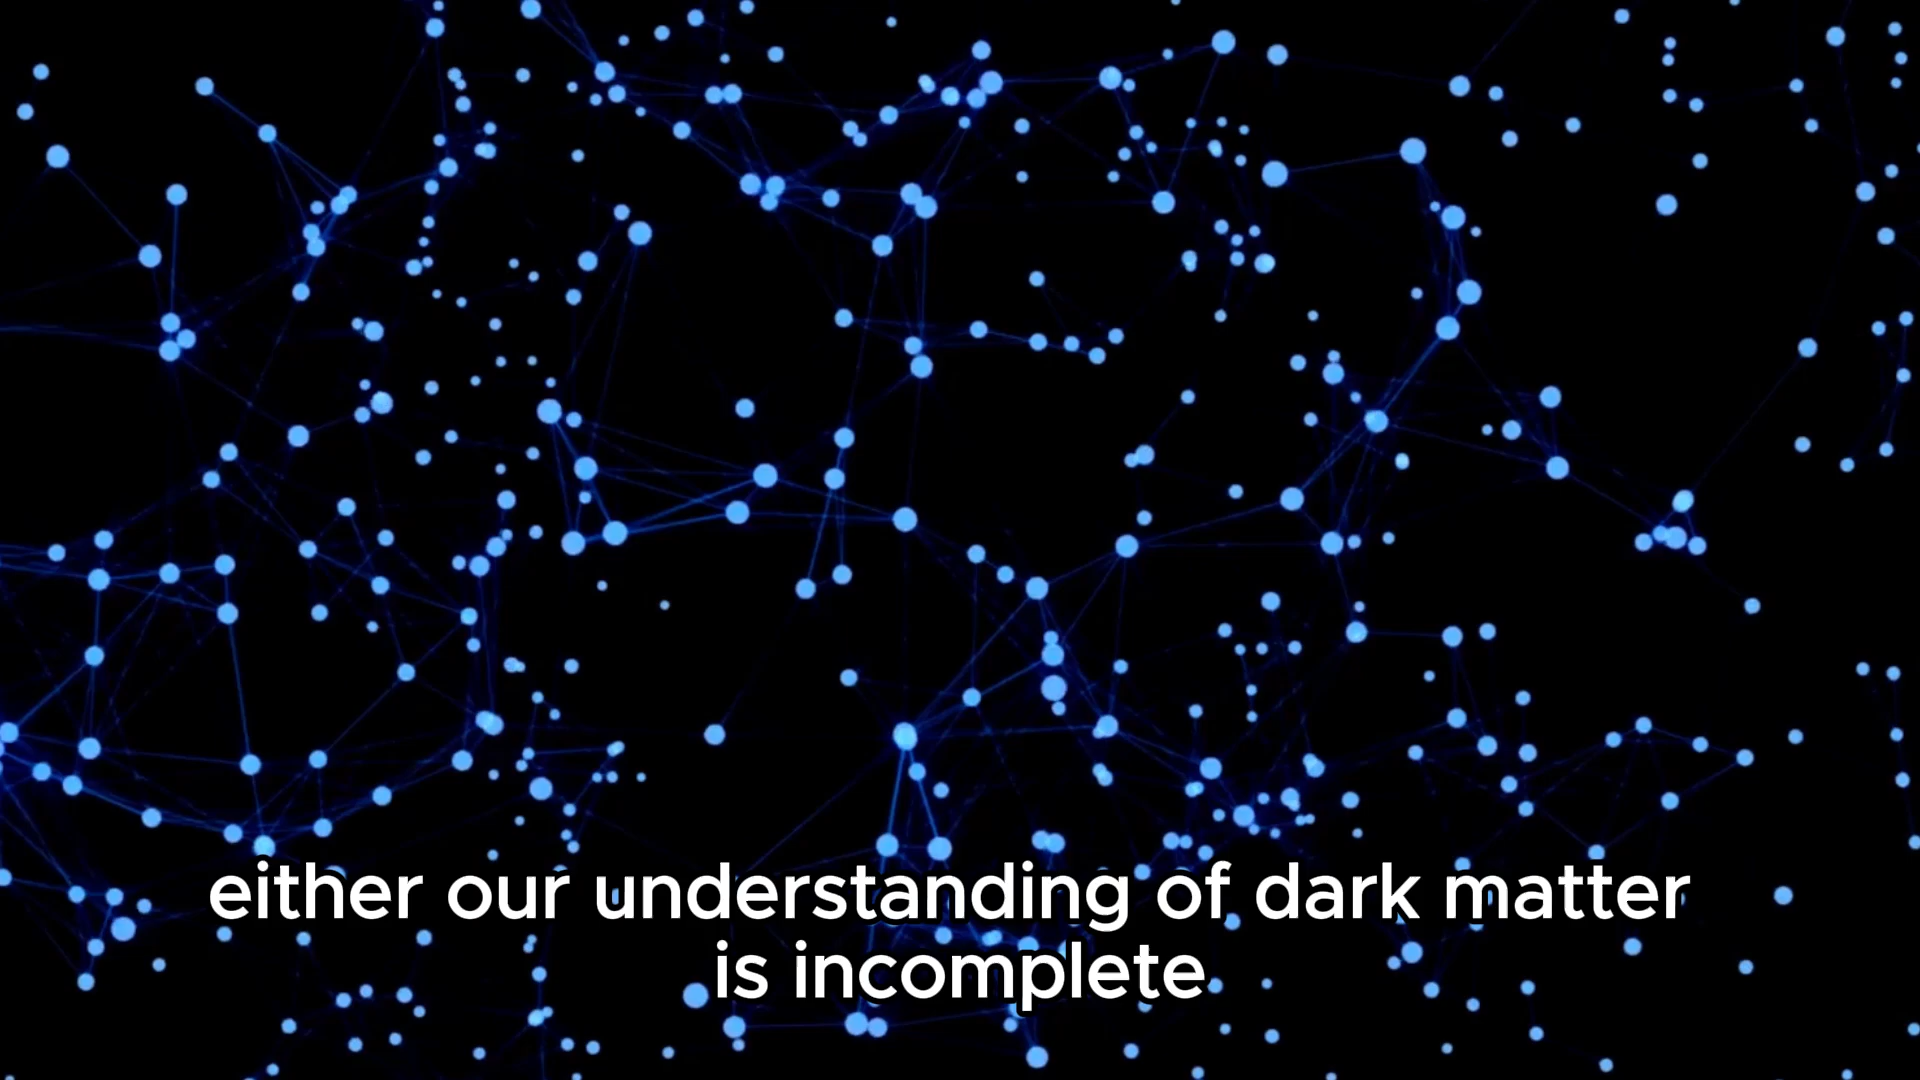 either our understanding of dark matter
is incomplete